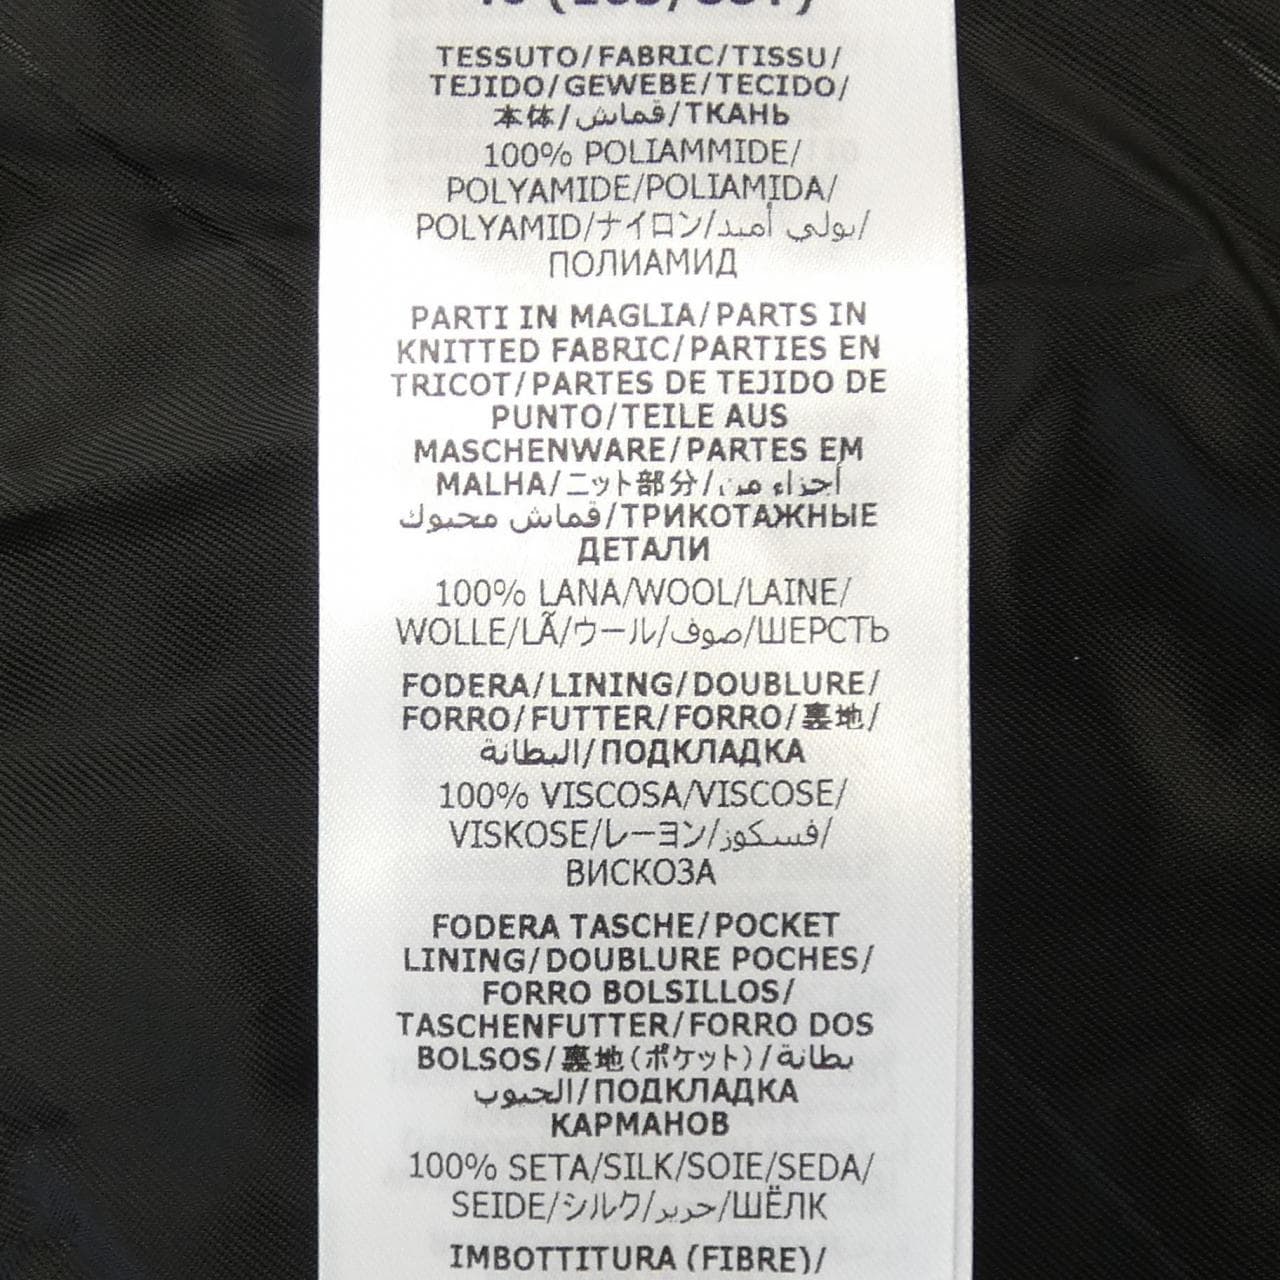 TESSUTO/FABRIC/TISSU/
TEJIDO/GEWEBE/TECIDO/
本体/قماش/ТКАНЬ
100% POLIAMMIDE/
POLYAMIDE/POLIAMIDA/
POLYAMID/ナイロン/بولي أميد/
ПОЛИАМИД
PARTI IN MAGLIA/PARTS IN
KNITTED FABRIC/PARTIES EN
TRICOT/PARTES DE TEJIDO DE
PUNTO/TEILE AUS
MASCHENWARE/PARTES EM
MALHA/ニット部分/أجزاء من
قماش محبوك/ТРИКОТАЖНЫЕ
ДЕТАЛИ
100% LANA/WOOL/LAINE/
WOLLE/LÃ/ウール/صوف/ШЕРСТЬ
FODERA/LINING/DOUBLURE/
FORRO/FUTTER/FORRO/裏地/
البطانة/ПОДКЛАДКА
100% VISCOSA/VISCOSE/
VISKOSE/レーヨン/فسكوز/
ВИСКОЗА
FODERA TASCHE/POCKET
LINING/DOUBLURE POCHES/
FORRO BOLSILLOS/
TASCHENFUTTER/FORRO DOS
BOLSOS/裏地(ポケット)/بطانة
الجيوب/ПОДКЛАДКА
КАРМАНОВ
100% SETA/SILK/SOIE/SEDA/
SEIDE/シルク/حرير/ШЁЛК
IMBOTTITURA (FIBRE)/